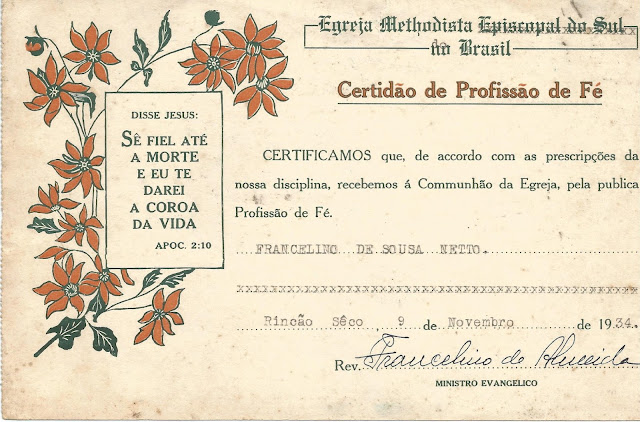 Egreja Methodista Episcopal do Sul
no Brasil
Certidão de Profissão de Fé
DISSE JESUS:
SÊ FIEL ATÉ
A MORTE
E EU TE
DAREI
A COROA
DA VIDA
APOC. 2:10
CERTIFICAMOS que, de accordo com as prescripções da
nossa disciplina, recebemos á Communhão da Egreja, pela publica
Profissão de Fé.
FRANCELINO DE SOUSA NETTO.
xxxxxxxxxxxxxxxxxxxxxxxxxxxxxxxxxxxxxxxxxxxxxxx
Rincão Sêco, 9 de Novembro de 1934.
Rev. Francelino de Almeida
MINISTRO EVANGELICO